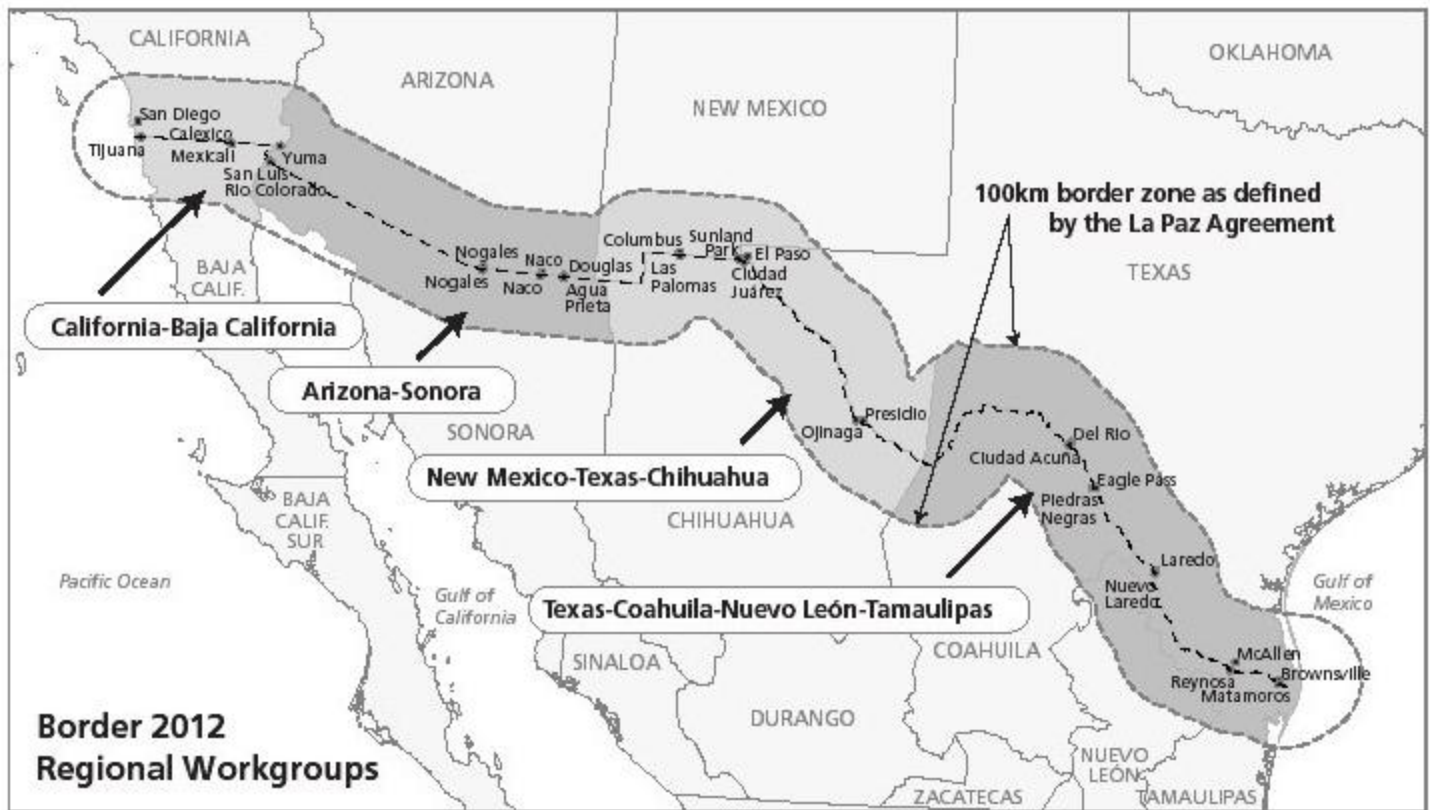 CALIFORNIA
ARIZONA
NEW MEXICO
OKLAHOMA
San Diego
Calexico
Tijuana
Mexicali
Yuma
San Luis
Rio Colorado
100km border zone as defined
by the La Paz Agreement
TEXAS
Columbus
Sunland
Park
El Paso
Las
Palomas
Ciudad
Juárez
Nogales
Nogales
Naco
Naco
Douglas
Agua
Prieta
BAJA
CALIF.
California-Baja California
Arizona-Sonora
SONORA
Presidio
Ojinaga
New Mexico-Texas-Chihuahua
CHIHUAHUA
Del Rio
Ciudad Acuña
Eagle Pass
Piedras
Negras
BAJA
CALIF.
SUR
Pacific Ocean
Gulf of
California
Laredo
Nuevo
Laredo
Gulf of
Mexico
Texas-Coahuila-Nuevo León-Tamaulipas
SINALOA
COAHUILA
McAllen
Reynosa
Brownsville
Matamoros
DURANGO
NUEVO
LEÓN
ZACATECAS
TAMAULIPAS
Border 2012
Regional Workgroups